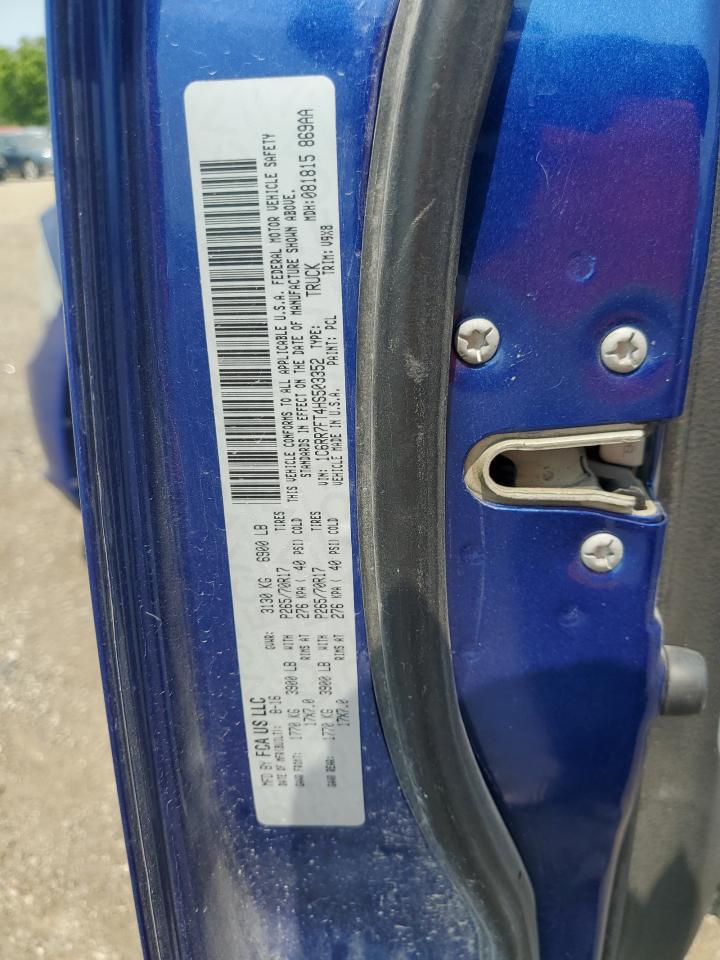 MFD BY: FCA US LLC
DATE OF MFR(BUILT): 8-16 GVWR: 3130 KG 6900 LB
GAWR FRONT: 1770 KG 3900 LB WITH P265/70R17 TIRES
17X7.0 RIMS AT 276 KPA ( 40 PSI) COLD
GAWR REAR: 1770 KG 3900 LB WITH P265/70R17 TIRES
17X7.0 RIMS AT 276 KPA ( 40 PSI) COLD
THIS VEHICLE CONFORMS TO ALL APPLICABLE U.S.A. FEDERAL MOTOR VEHICLE SAFETY
STANDARDS IN EFFECT ON THE DATE OF MANUFACTURE SHOWN ABOVE.
VIN: 1C6RR7FT4HS503352 TYPE: TRUCK MDH: 081815 869AA
VEHICLE MADE IN U.S.A. PAINT: PCL TRIM: V9X8